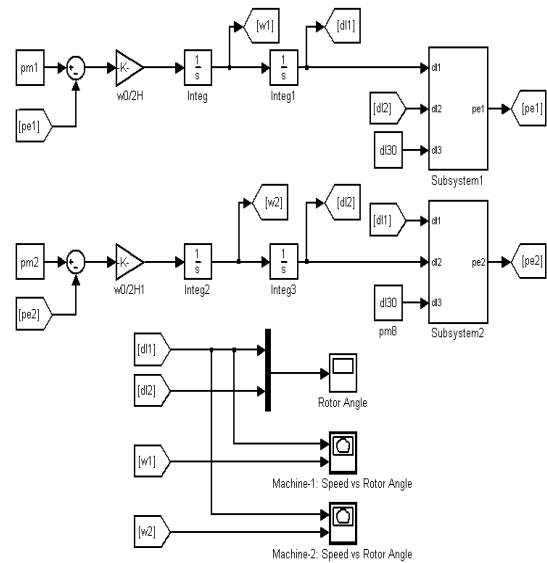 [w1]
[dl1]
pm1
+
-
-K-
1
s
1
s
dl1
[pe1]
w0/2H
Integ
Integ1
[dl2]
dl2
pe1
[pe1]
dl30
dl3
Subsystem1
[w2]
[dl2]
[dl1]
dl1
pm2
+
-
-K-
1
s
1
s
dl2
pe2
[pe2]
[pe2]
w0/2H1
Integ2
Integ3
dl30
dl3
pm8
Subsystem2
[dl1]
[dl2]
Rotor Angle
[w1]
Machine-1: Speed vs Rotor Angle
[w2]
Machine-2: Speed vs Rotor Angle